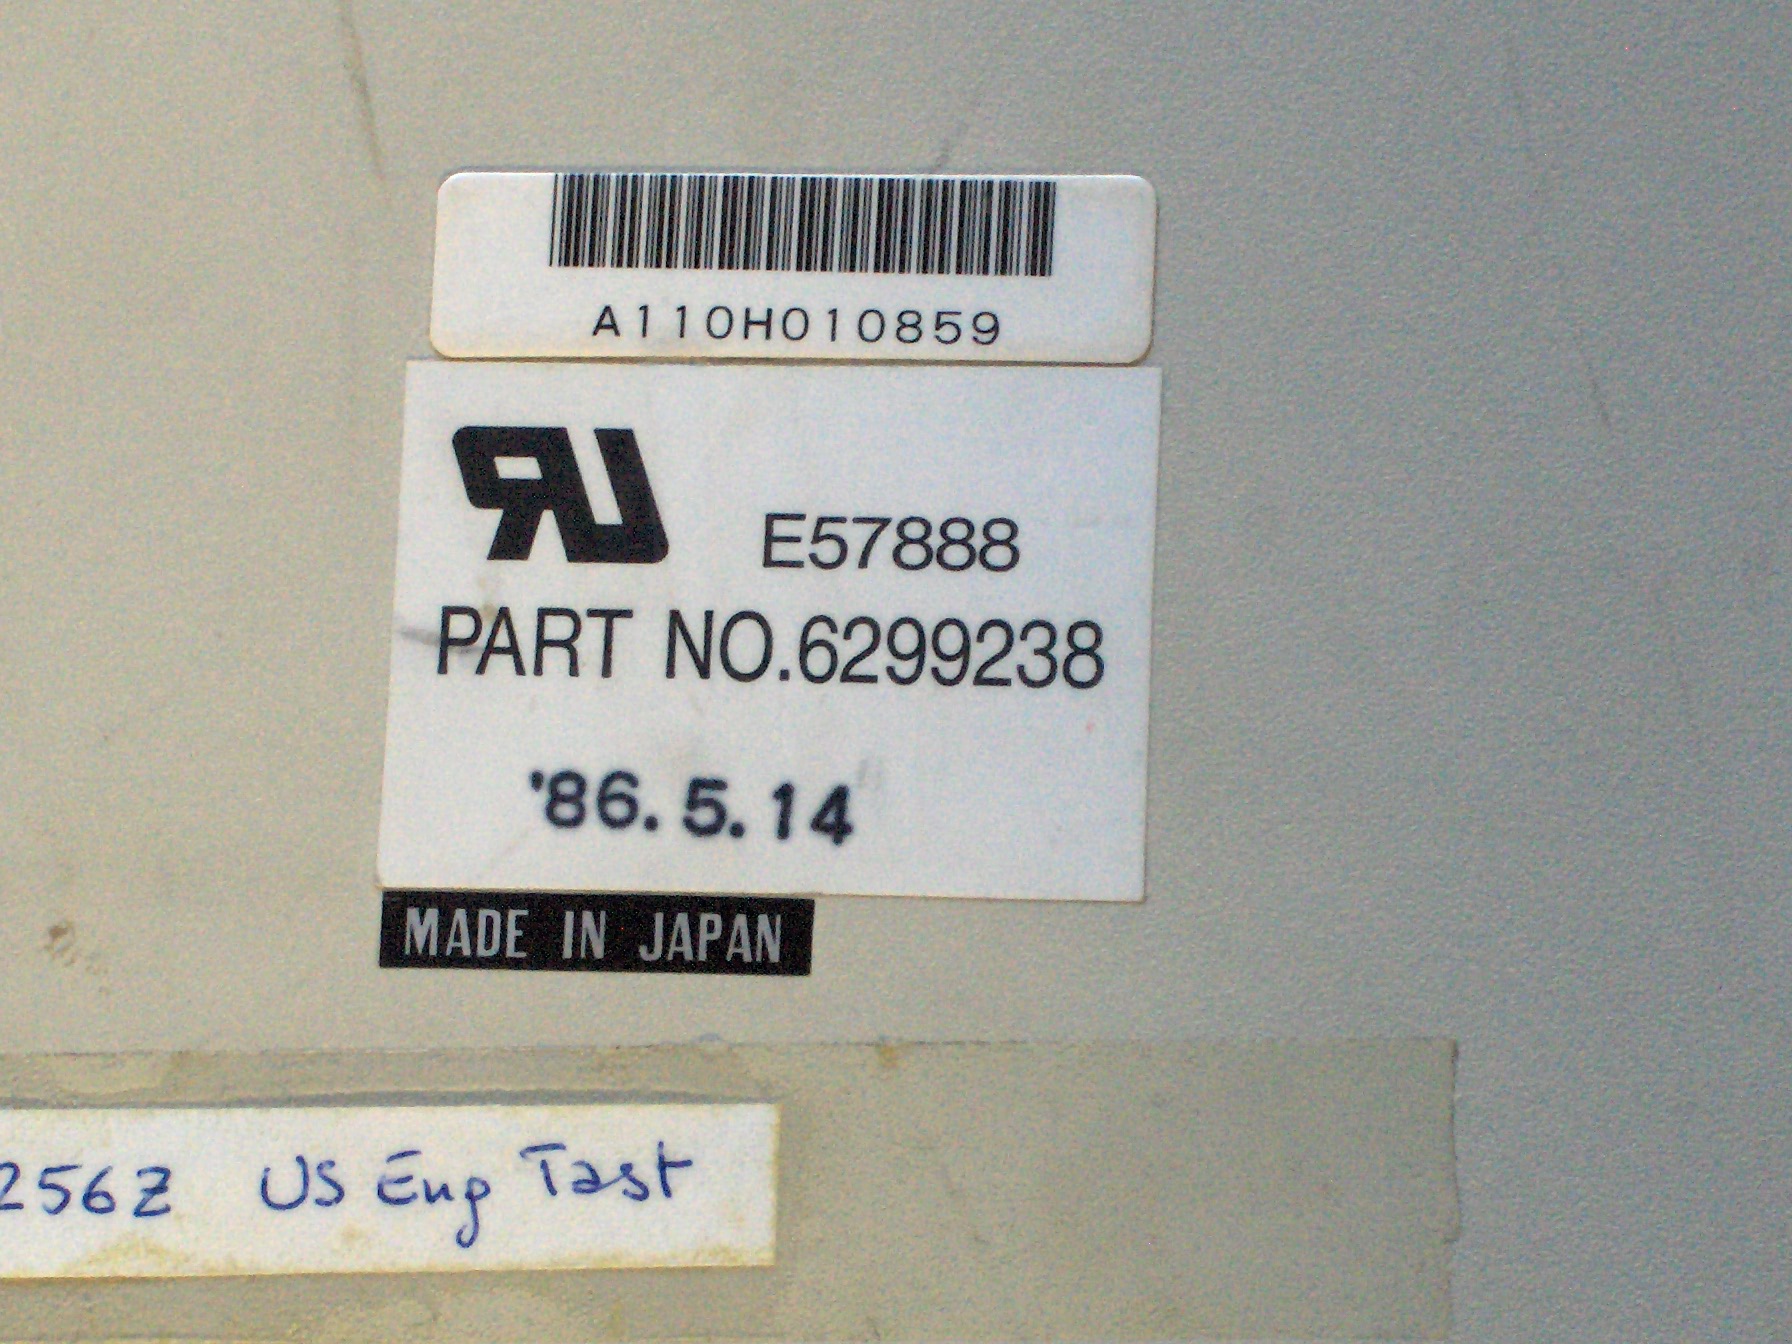 A110H010859
E57888
PART NO.6299238
'86.5.14
MADE IN JAPAN
256Z US Eng Tast